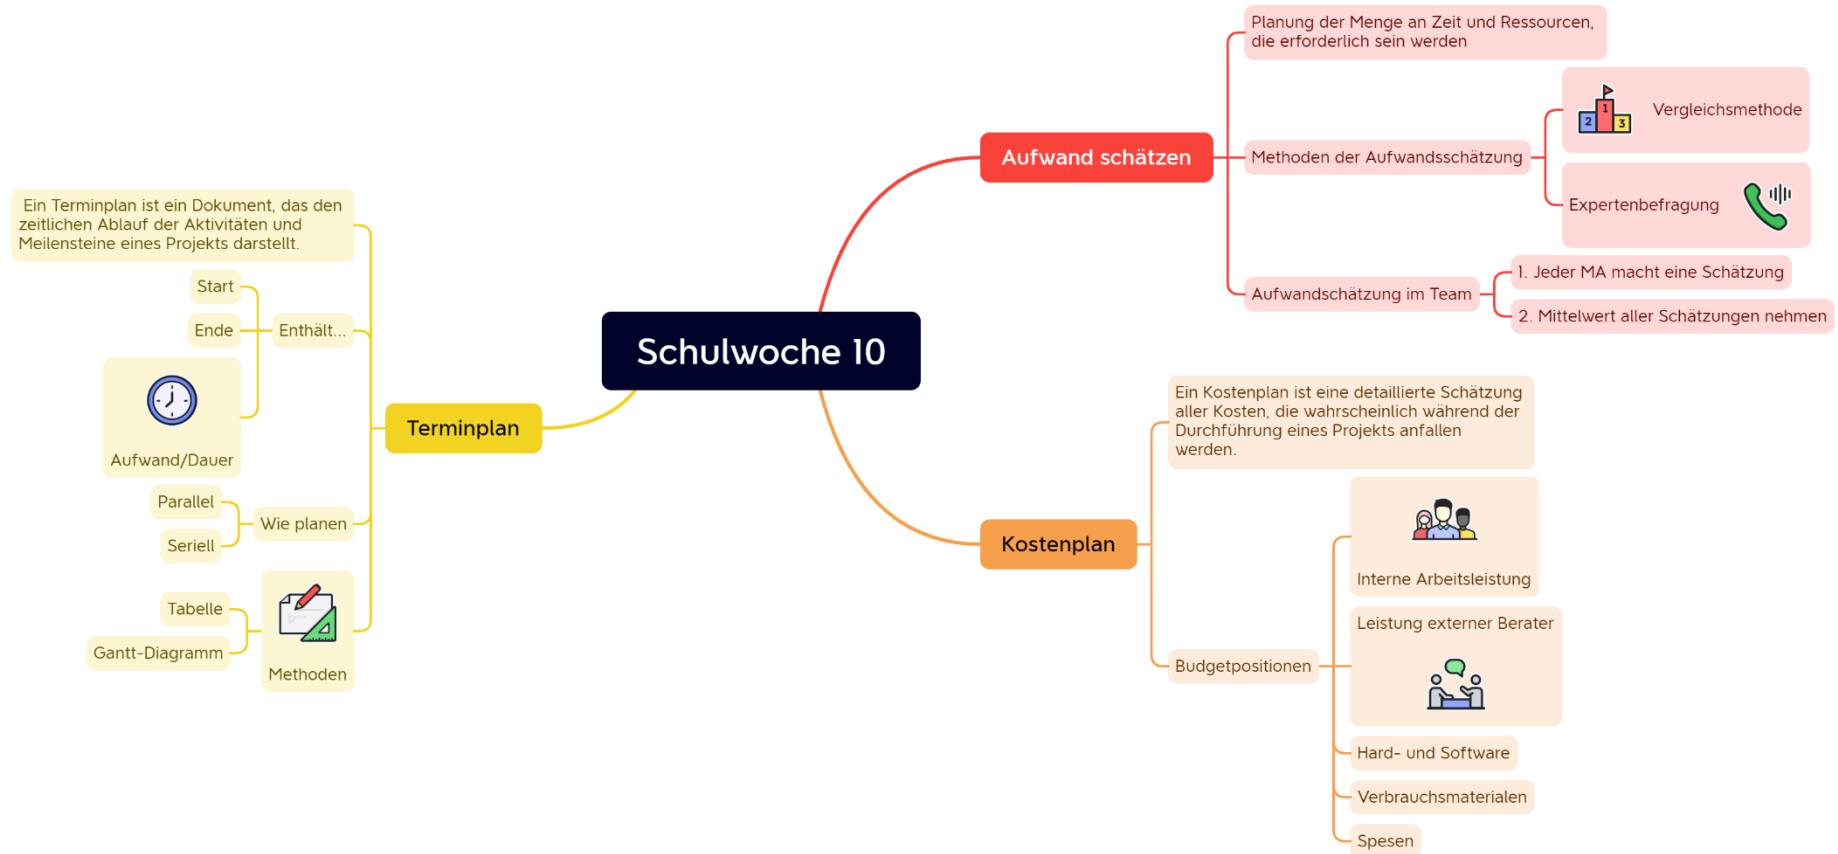 Schulwoche 10
Aufwand schätzen
Planung der Menge an Zeit und Ressourcen,
die erforderlich sein werden
Methoden der Aufwandsschätzung
2 1 3
Vergleichsmethode
Expertenbefragung
Aufwandschätzung im Team
1. Jeder MA macht eine Schätzung
2. Mittelwert aller Schätzungen nehmen
Kostenplan
Ein Kostenplan ist eine detaillierte Schätzung
aller Kosten, die wahrscheinlich während der
Durchführung eines Projekts anfallen
werden.
Budgetpositionen
Interne Arbeitsleistung
Leistung externer Berater
Hard- und Software
Verbrauchsmaterialen
Spesen
Terminplan
Ein Terminplan ist ein Dokument, das den
zeitlichen Ablauf der Aktivitäten und
Meilensteine eines Projekts darstellt.
Enthält...
Start
Ende
Aufwand/Dauer
Wie planen
Parallel
Seriell
Methoden
Tabelle
Gantt-Diagramm